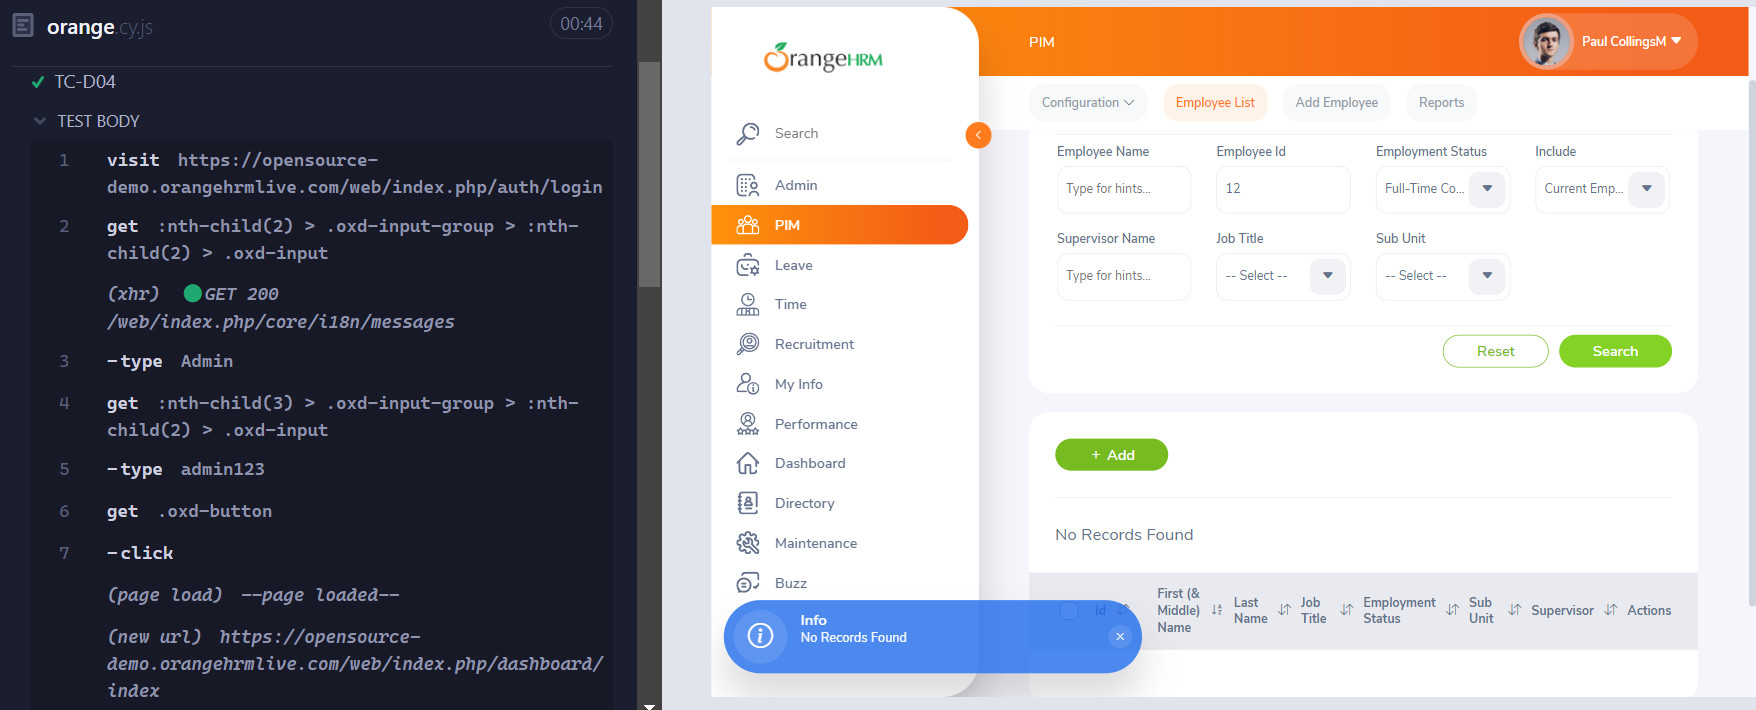 orange.cy.js
00:44
TC-D04
TEST BODY
1 visit https://opensource-
demo.orangehrmlive.com/web/index.php/auth/login
2 get :nth-child(2) > .oxd-input-group > :nth-
child(2) > .oxd-input
(xhr) GET 200
/web/index.php/core/i18n/messages
3 -type Admin
4 get :nth-child(3) > .oxd-input-group > :nth-
child(2) > .oxd-input
5 -type admin123
6 get .oxd-button
7 -click
(page load) --page loaded--
(new url) https://opensource-
demo.orangehrmlive.com/web/index.php/dashboard/
index
OrangeHRM
Search
Admin
PIM
Leave
Time
Recruitment
My Info
Performance
Dashboard
Directory
Maintenance
Buzz
Info
No Records Found
PIM
Paul CollingsM
Configuration
Employee List
Add Employee
Reports
Employee Name
Employee Id
Employment Status
Include
Type for hints...
12
Full-Time Co...
Current Emp...
Supervisor Name
Job Title
Sub Unit
Type for hints...
-- Select --
-- Select --
Reset
Search
+ Add
No Records Found
Id
First (&
Middle)
Name
Last
Name
Job
Title
Employment
Status
Sub
Unit
Supervisor
Actions